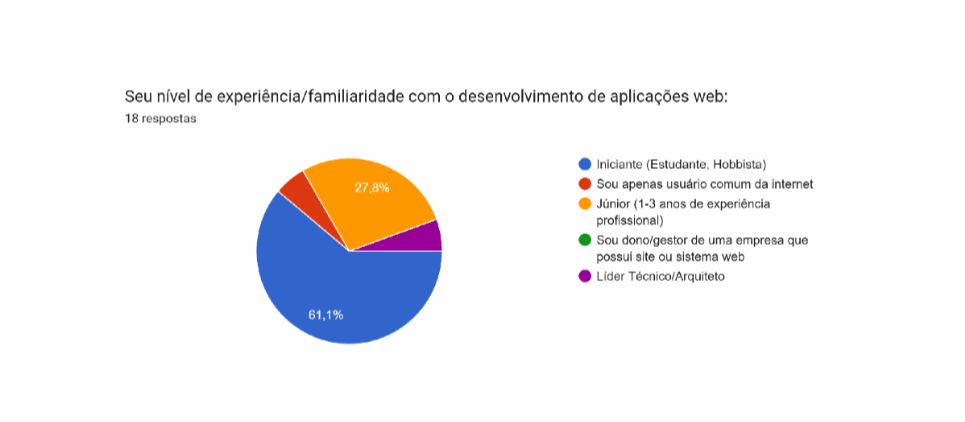 Seu nível de experiência/familiaridade com o desenvolvimento de aplicações web:
18 respostas
27,8%
61,1%
Iniciante (Estudante, Hobbista)
Sou apenas usuário comum da internet
Júnior (1-3 anos de experiência
profissional)
Sou dono/gestor de uma empresa que
possui site ou sistema web
Líder Técnico/Arquiteto